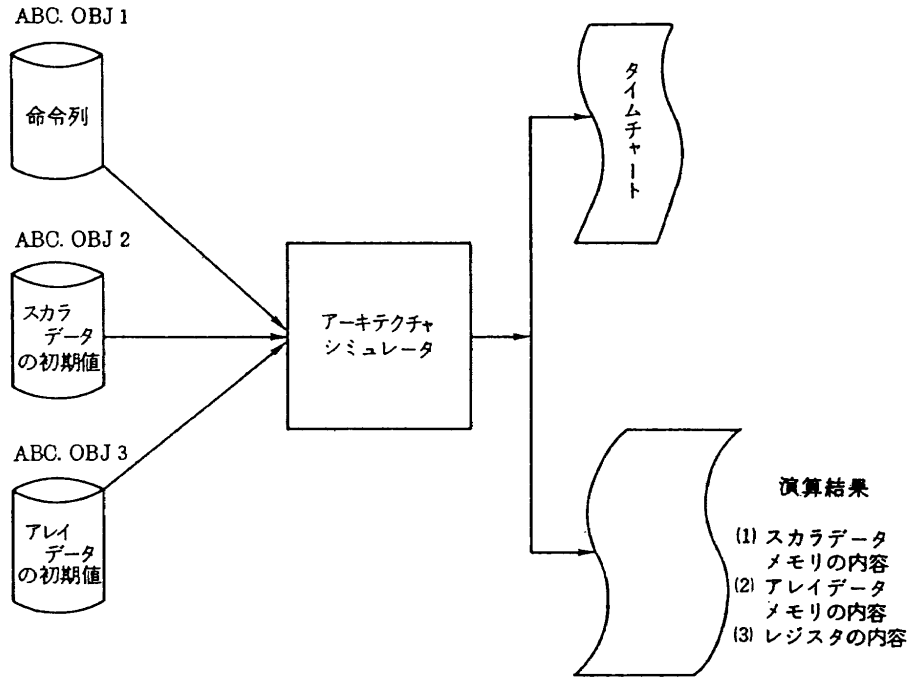 ABC. OBJ 1
命令列
ABC. OBJ 2
スカラ
データ
の初期値
ABC. OBJ 3
アレイ
データ
の初期値
アーキテクチャ
シミュレータ
タイムチャート
演算結果
(1) スカラデータ
メモリの内容
(2) アレイデータ
メモリの内容
(3) レジスタの内容